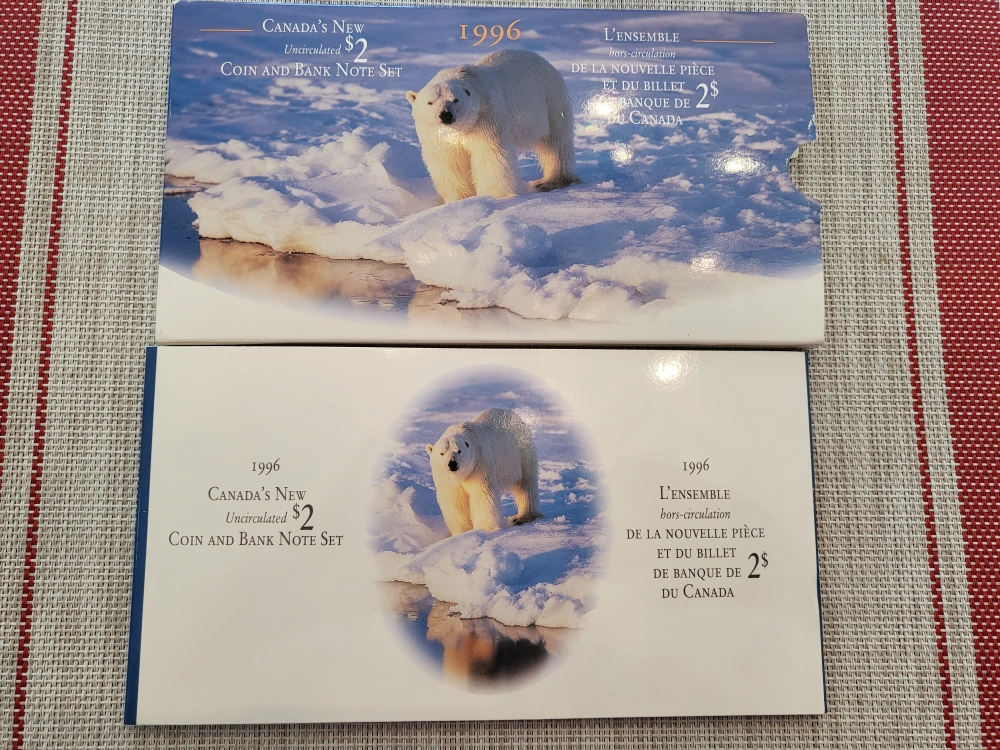 CANADA'S NEW
Uncirculated $2
COIN AND BANK NOTE SET
1996
L'ENSEMBLE
hors-circulation
DE LA NOUVELLE PIÈCE
ET DU BILLET
DE BANQUE DE 2$
DU CANADA
1996
CANADA'S NEW
Uncirculated $2
COIN AND BANK NOTE SET
1996
L'ENSEMBLE
hors-circulation
DE LA NOUVELLE PIÈCE
ET DU BILLET
DE BANQUE DE 2$
DU CANADA